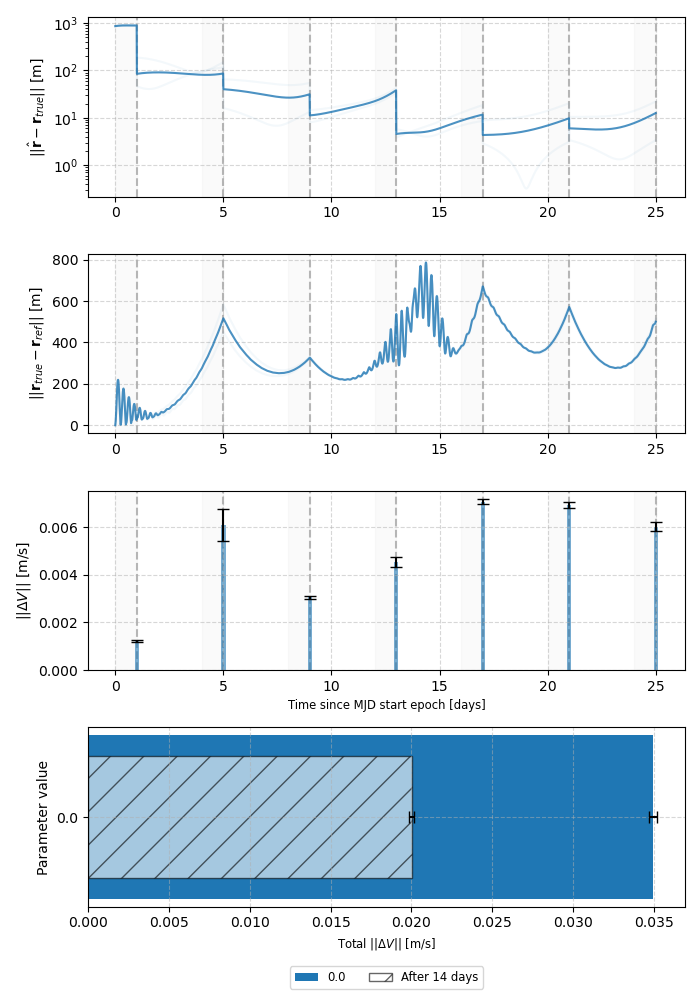 10³
10²
10¹
10⁰
||r̂ − r_true|| [m]
0 5 10 15 20 25
800
600
400
200
0
||r_true − r_ref|| [m]
0 5 10 15 20 25
0.006
0.004
0.002
0.000
||ΔV|| [m/s]
0 5 10 15 20 25
Time since MJD start epoch [days]
Parameter value
0.0
0.000 0.005 0.010 0.015 0.020 0.025 0.030 0.035
Total ||ΔV|| [m/s]
0.0 After 14 days